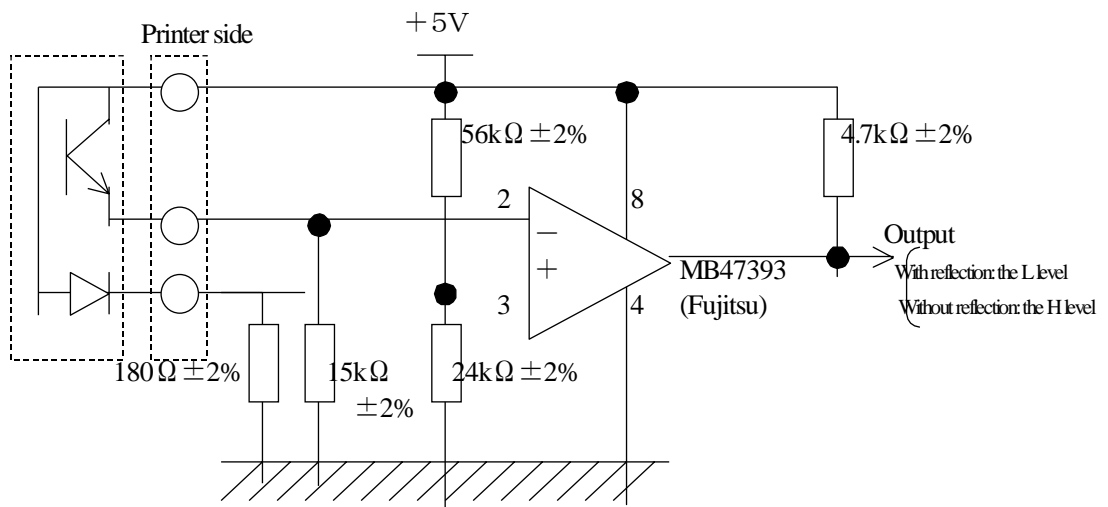 Printer side
＋5V
56kΩ ±2%
4.7kΩ ±2%
2
8
−
+
3
4
MB47393
(Fujitsu)
Output
With reflection: the L level
Without reflection: the H level
180Ω ±2%
15kΩ
±2%
24kΩ ±2%